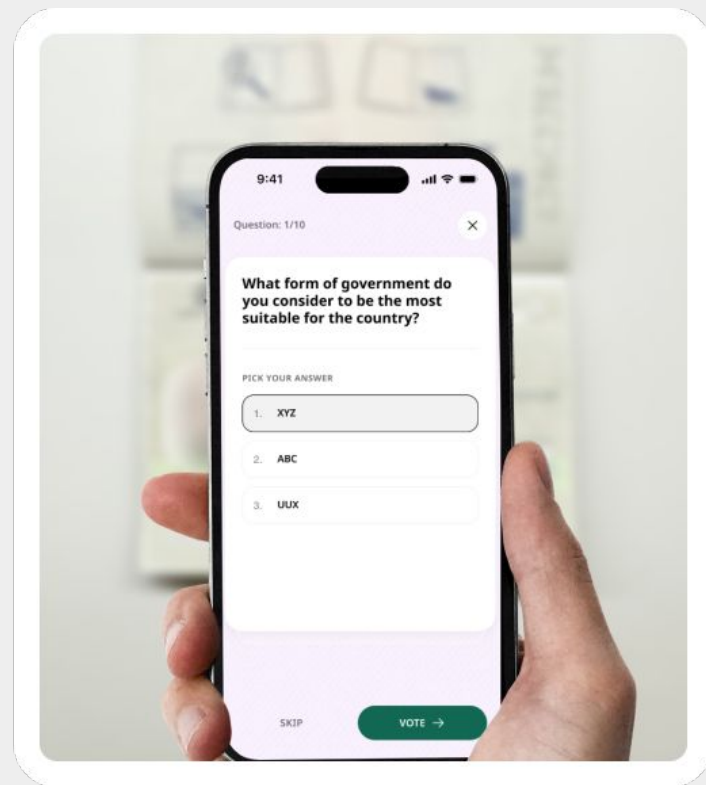 9:41
Question: 1/10
What form of government do
you consider to be the most
suitable for the country?
PICK YOUR ANSWER
1. XYZ
2. ABC
3. UUX
SKIP
VOTE →